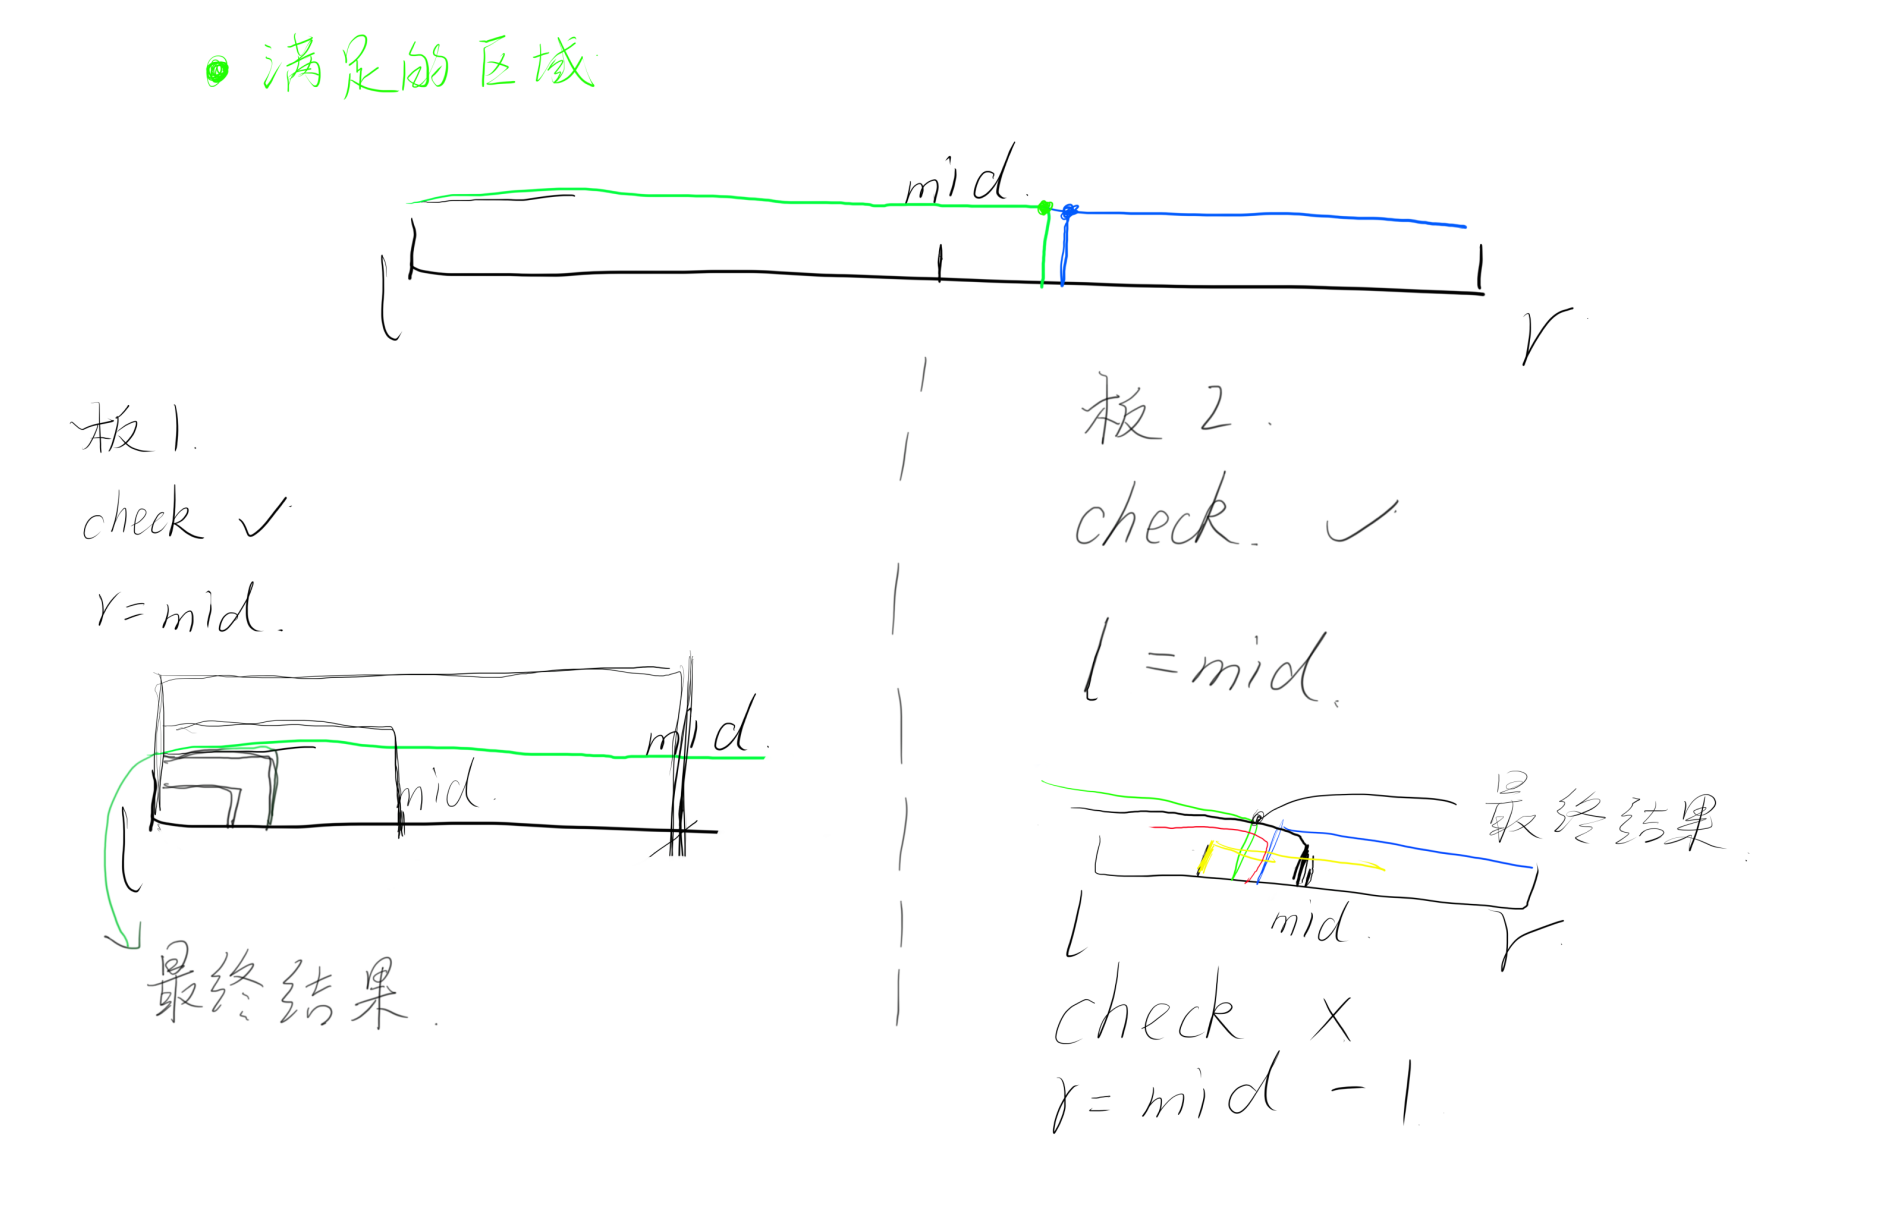 满足的区域
mid.
l
r
板1.
check ✓
r=mid.
mid.
mid.
l
最终结果.
板2.
check. ✓
l=mid.
最终结果.
l
mid.
r
check ×
r=mid-1